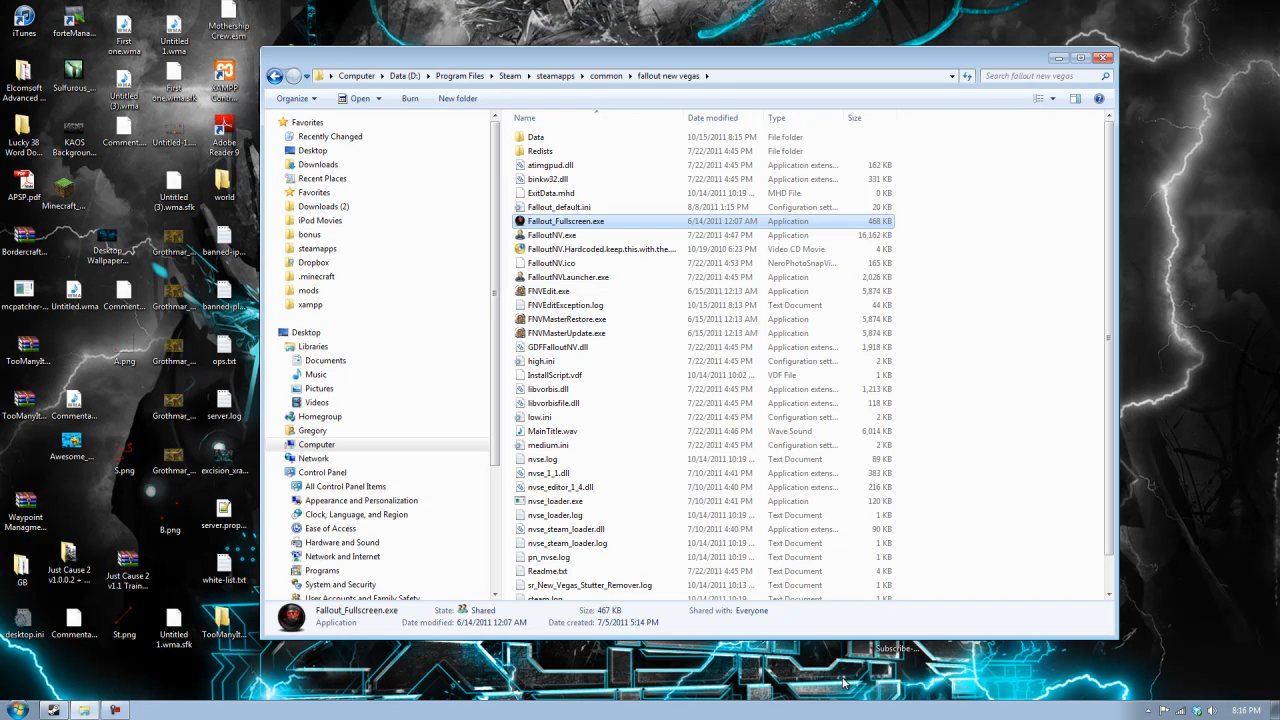 iTunes
forteMana...
First
one.wma
Untitled
1.wma
Mothership
Crew.esm
Elcomsoft
Advanced ...
Sulfurous_...
Untitled
(3).wma
First
one.wma.sfk
XAMPP
Contr...
Lucky 38
Word Do...
KAOS
Backgroun...
Comment...
Untitled-1....
Adobe
Reader 9
APSP.pdf
Minecraft_...
Untitled
(3).wma.sfk
world
Bordercraft...
Desktop
Wallpaper...
Grothmar_...
banned-ip...
mcpatcher-...
Untitled.wma
Comment...
Grothmar_...
banned-pl...
TooManyIt...
A.png
Grothmar_...
ops.txt
TooManyIt...
Commenta...
Grothmar_...
server.log
Awesome_...
S.png
Grothmar_...
excision_xra...
Waypoint
Managme...
B.png
server.prop...
GB
Just Cause 2
v1.0.0.2 + ...
Just Cause 2
v1.1 Train...
white-list.txt
desktop.ini
Commenta...
St.png
Untitled
1.wma.sfk
TooManyIt...
Computer Data (D:) Program Files Steam steamapps common fallout new vegas
Search fallout new vegas
Organize Open Burn New folder
Favorites
Recently Changed
Desktop
Downloads
Recent Places
Favorites
Downloads (2)
iPod Movies
bonus
steamapps
Dropbox
.minecraft
mods
xampp
Desktop
Libraries
Documents
Music
Pictures
Videos
Homegroup
Gregory
Computer
Network
Control Panel
All Control Panel Items
Appearance and Personalization
Clock, Language, and Region
Ease of Access
Hardware and Sound
Network and Internet
Programs
System and Security
User Accounts and Family Safety
Name Date modified Type Size
Data 10/15/2011 8:15 PM File folder
Redists 7/22/2011 4:45 PM File folder
atimgpud.dll 7/22/2011 4:45 PM Application extens... 162 KB
binkw32.dll 7/22/2011 4:45 PM Application extens... 331 KB
ExitData.mhd 10/14/2011 10:19 ... MHD File 0 KB
Fallout_default.ini 8/8/2011 1:15 PM Configuration sett... 20 KB
Fallout_Fullscreen.exe 6/14/2011 12:07 AM Application 468 KB
FalloutNV.exe 7/22/2011 4:47 PM Application 16,162 KB
FalloutNV.Hardcoded.keep.this.with.the.... 10/19/2010 6:23 PM Video CD Movie 4 KB
FalloutNV.ico 7/22/2011 4:53 PM NeroPhotoSnapVi... 165 KB
FalloutNVLauncher.exe 7/22/2011 4:45 PM Application 2,026 KB
FNVEdit.exe 6/15/2011 12:13 AM Application 5,874 KB
FNVEditException.log 10/15/2011 8:13 PM Text Document 44 KB
FNVMasterRestore.exe 6/15/2011 12:13 AM Application 5,874 KB
FNVMasterUpdate.exe 6/15/2011 12:13 AM Application 5,874 KB
GDFFalloutNV.dll 7/22/2011 4:45 PM Application extens... 1,918 KB
high.ini 7/22/2011 4:45 PM Configuration sett... 2 KB
InstallScript.vdf 10/14/2011 10:02 ... VDF File 1 KB
libvorbis.dll 7/22/2011 4:45 PM Application extens... 1,213 KB
libvorbisfile.dll 7/22/2011 4:45 PM Application extens... 118 KB
low.ini 7/22/2011 4:45 PM Configuration sett... 2 KB
MainTitle.wav 7/22/2011 4:46 PM Wave Sound 6,014 KB
medium.ini 7/22/2011 4:45 PM Configuration sett... 2 KB
nvse.log 10/14/2011 10:19 ... Text Document 89 KB
nvse_1_1.dll 7/10/2011 4:41 PM Application extens... 383 KB
nvse_editor_1_4.dll 7/10/2011 4:40 PM Application extens... 216 KB
nvse_loader.exe 7/10/2011 4:41 PM Application 120 KB
nvse_loader.log 10/14/2011 10:19 ... Text Document 1 KB
nvse_steam_loader.dll 7/10/2011 4:40 PM Application extens... 90 KB
nvse_steam_loader.log 10/14/2011 10:19 ... Text Document 1 KB
pn_nvse.log 10/14/2011 10:19 ... Text Document 1 KB
Readme.txt 7/22/2011 4:45 PM Text Document 4 KB
sr_New_Vegas_Stutter_Remover.log 10/14/2011 10:13 ... Text Document 1 KB
steam.log 10/14/2011 10:19 ... Text Document 1 KB
Fallout_Fullscreen.exe State: Shared Size: 467 KB Shared with: Everyone
Application Date modified: 6/14/2011 12:07 AM Date created: 7/5/2011 5:14 PM
Subscribe-...
8:16 PM